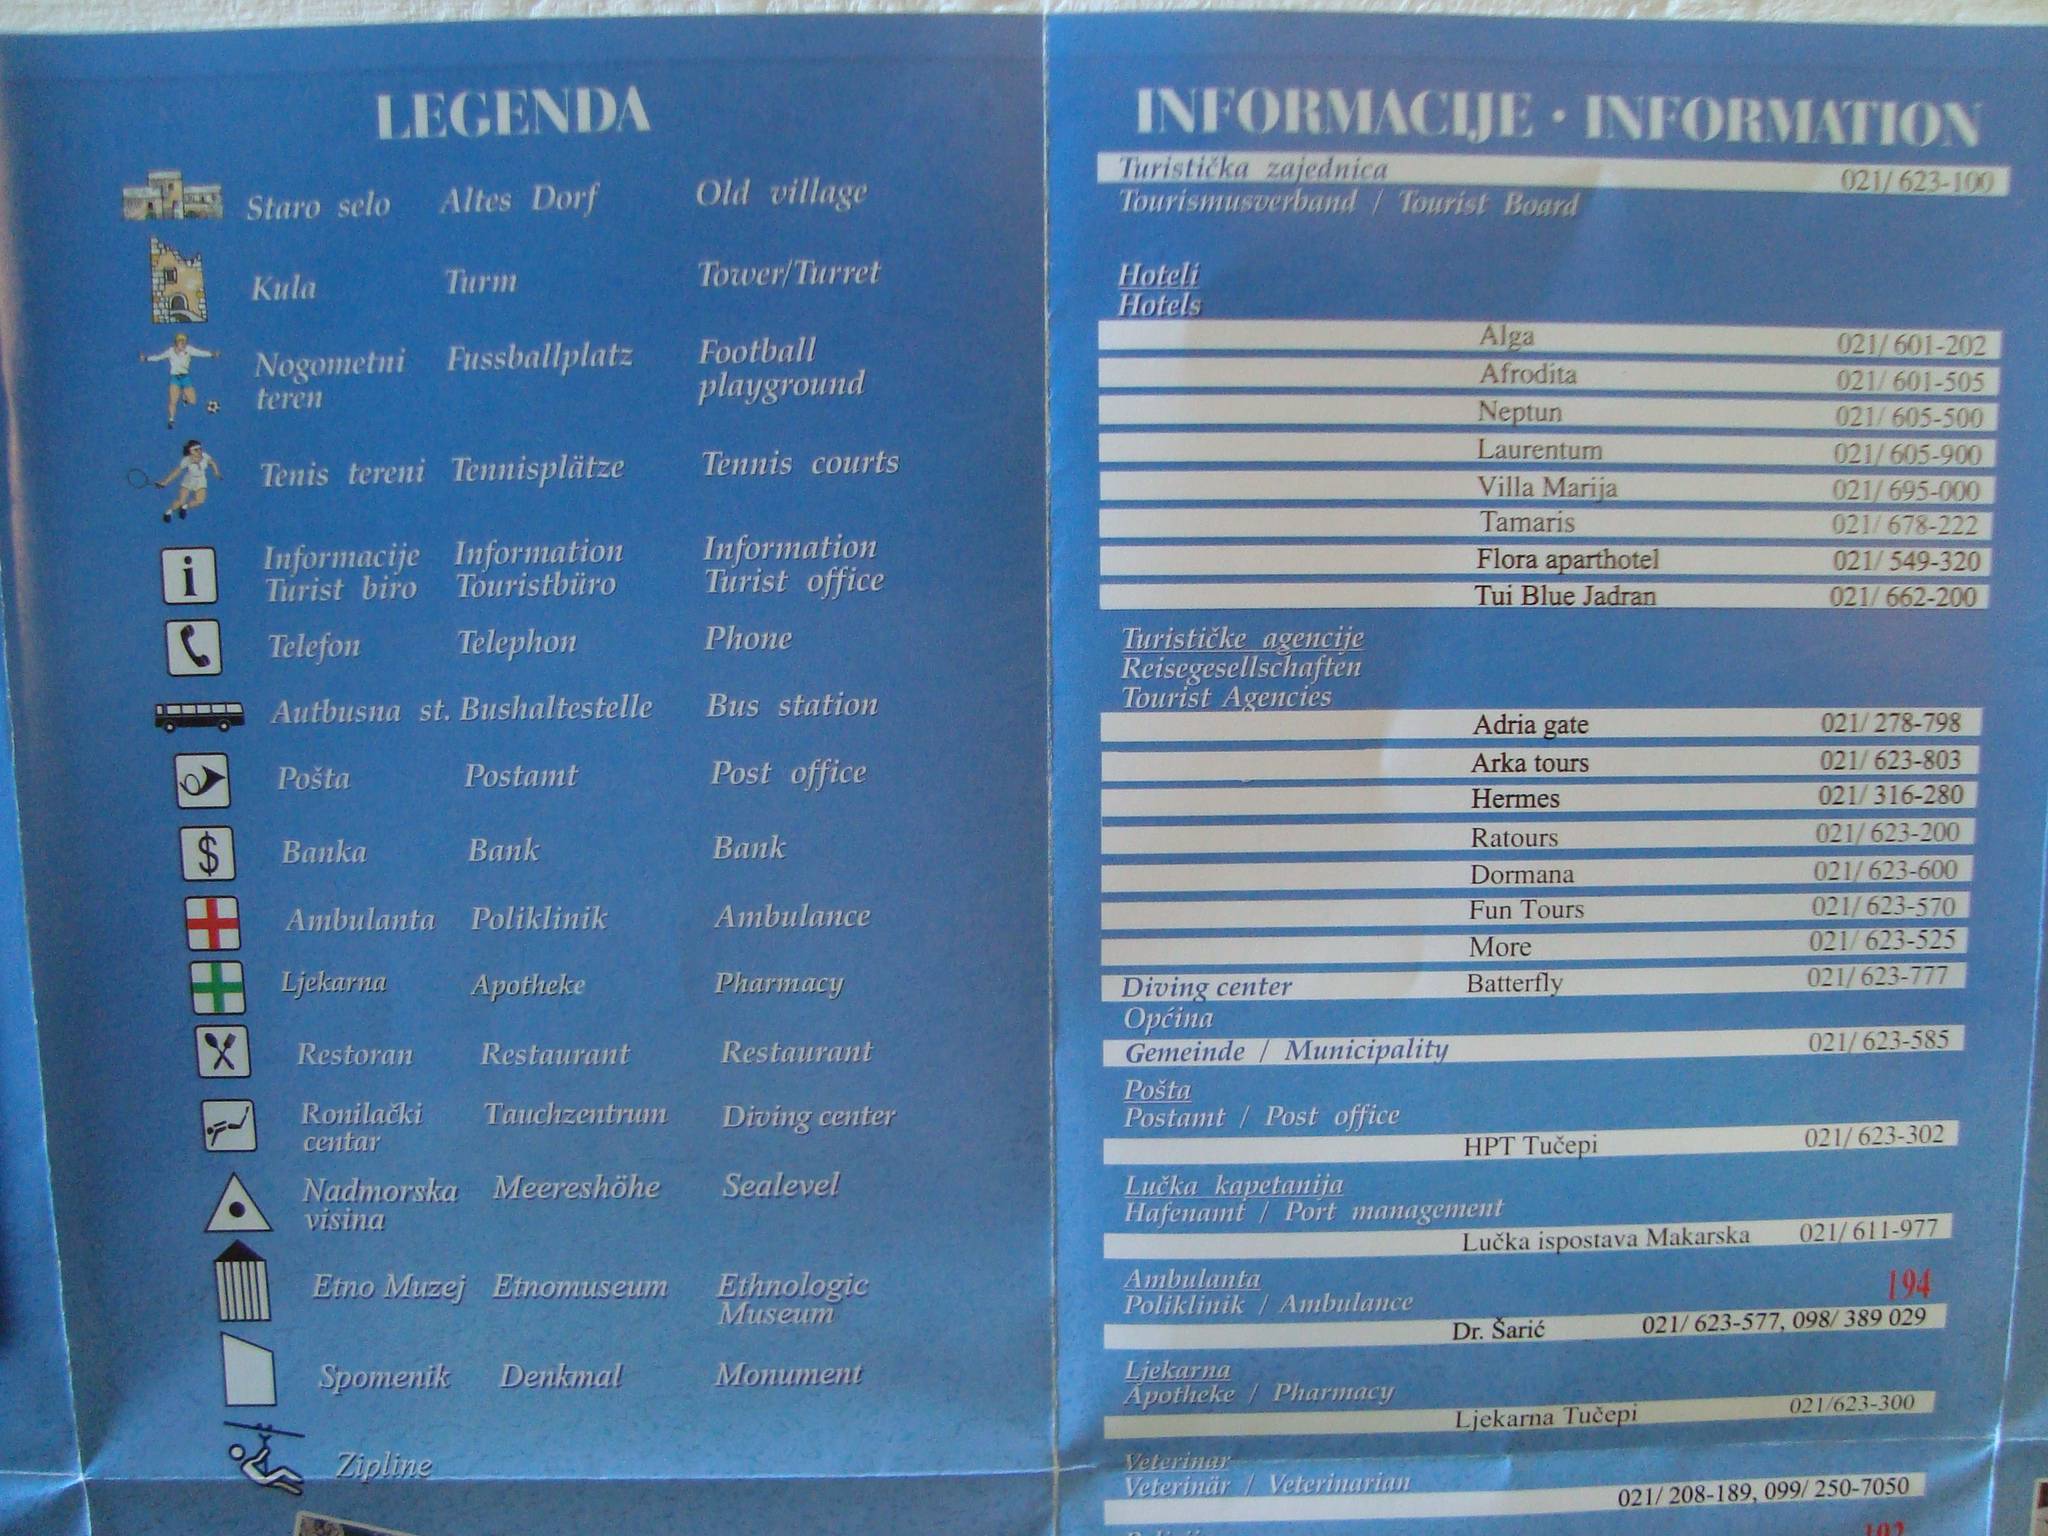 LEGENDA
Staro selo Altes Dorf Old village
Kula Turm Tower/Turret
Nogometni Fussballplatz Football
teren playground
Tenis tereni Tennisplätze Tennis courts
Informacije Information Information
Turist biro Touristbüro Turist office
Telefon Telephon Phone
Autbusna st. Bushaltestelle Bus station
Pošta Postamt Post office
$ Banka Bank Bank
Ambulanta Poliklinik Ambulance
Ljekarna Apotheke Pharmacy
Restoran Restaurant Restaurant
Ronilački Tauchzentrum Diving center
centar
Nadmorska Meereshöhe Sealevel
visina
Etno Muzej Etnomuseum Ethnologic
Museum
Spomenik Denkmal Monument
Zipline
INFORMACIJE · INFORMATION
Turistička zajednica 021/ 623-100
Tourismusverband / Tourist Board
Hoteli
Hotels
Alga 021/ 601-202
Afrodita 021/ 601-505
Neptun 021/ 605-500
Laurentum 021/ 605-900
Villa Marija 021/ 695-000
Tamaris 021/ 678-222
Flora aparthotel 021/ 549-320
Tui Blue Jadran 021/ 662-200
Turističke agencije
Reisegesellschaften
Tourist Agencies
Adria gate 021/ 278-798
Arka tours 021/ 623-803
Hermes 021/ 316-280
Ratours 021/ 623-200
Dormana 021/ 623-600
Fun Tours 021/ 623-570
More 021/ 623-525
Diving center Batterfly 021/ 623-777
Općina
Gemeinde / Municipality 021/ 623-585
Pošta
Postamt / Post office
HPT Tučepi 021/ 623-302
Lučka kapetanija
Hafenamt / Port management
Lučka ispostava Makarska 021/ 611-977
Ambulanta 194
Poliklinik / Ambulance
Dr. Šarić 021/ 623-577, 098/ 389 029
Ljekarna
Apotheke / Pharmacy
Ljekarna Tučepi 021/623-300
Veterinar
Veterinär / Veterinarian
021/ 208-189, 099/ 250-7050